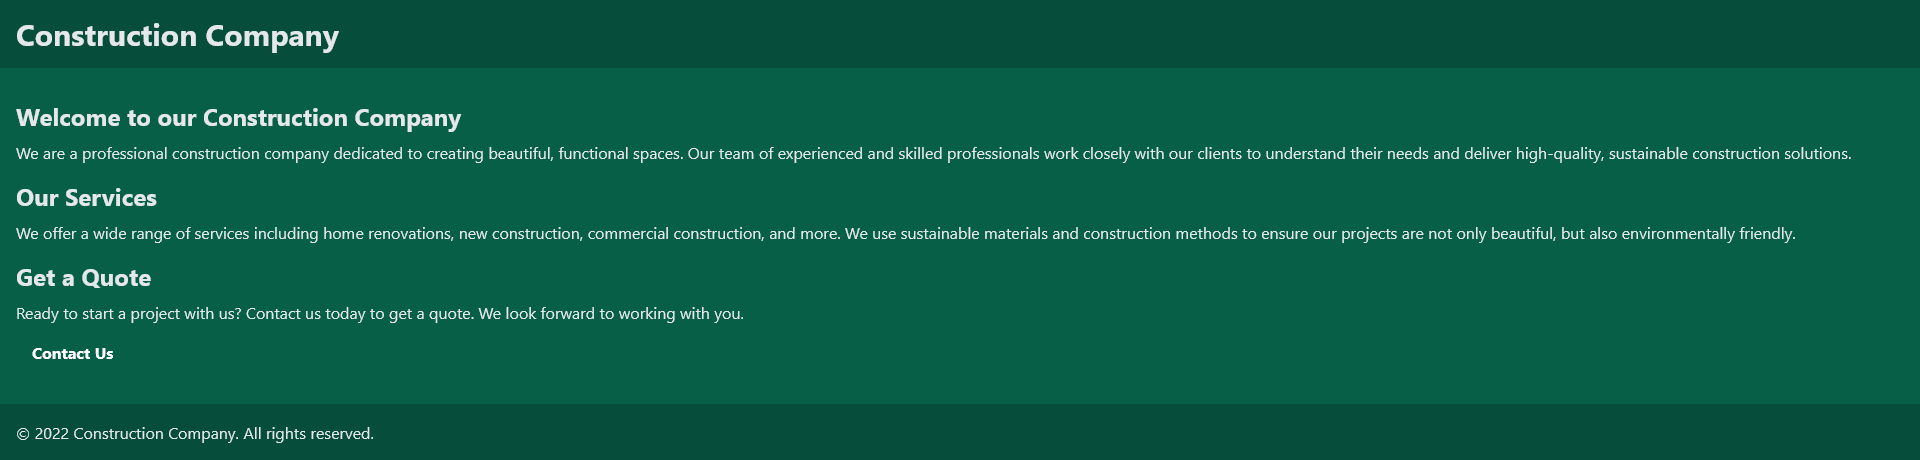 Construction Company
Welcome to our Construction Company
We are a professional construction company dedicated to creating beautiful, functional spaces. Our team of experienced and skilled professionals work closely with our clients to understand their needs and deliver high-quality, sustainable construction solutions.
Our Services
We offer a wide range of services including home renovations, new construction, commercial construction, and more. We use sustainable materials and construction methods to ensure our projects are not only beautiful, but also environmentally friendly.
Get a Quote
Ready to start a project with us? Contact us today to get a quote. We look forward to working with you.
Contact Us
© 2022 Construction Company. All rights reserved.